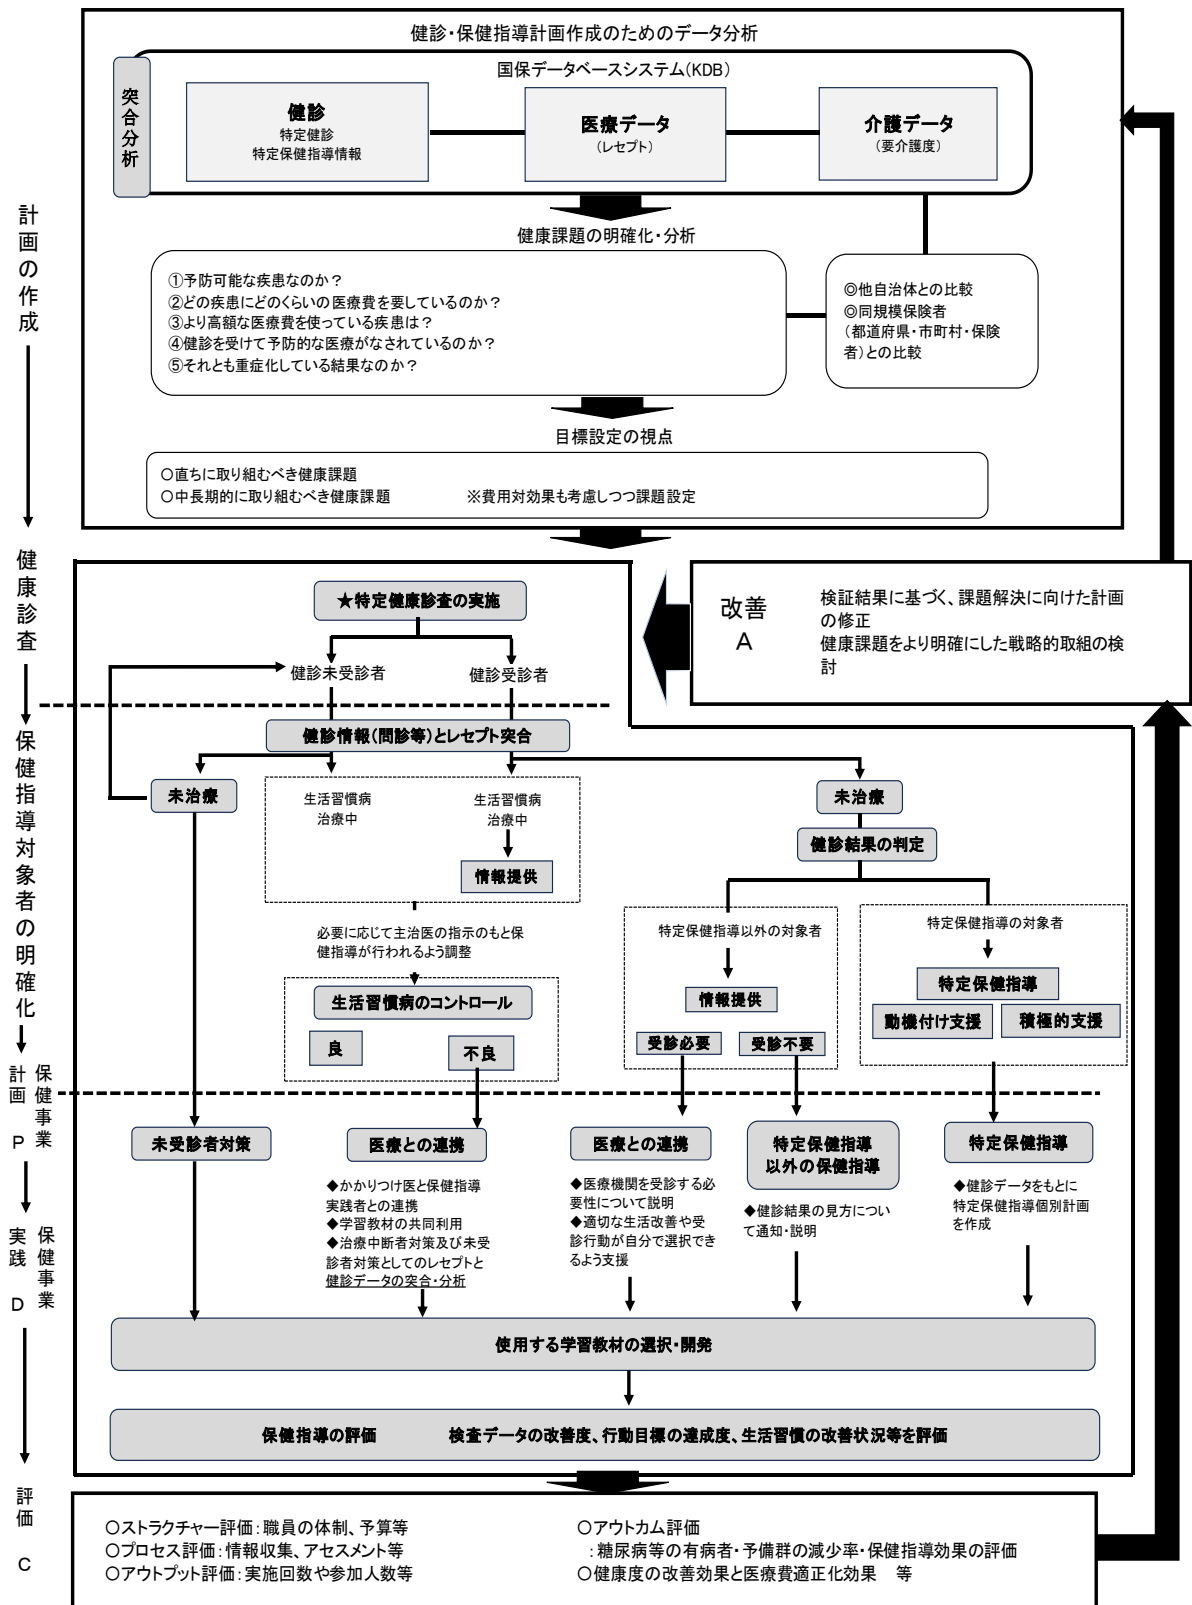 健診・保健指導計画作成のためのデータ分析
国保データベースシステム(KDB)
突合分析
健診
特定健診
特定保健指導情報
医療データ
(レセプト)
介護データ
(要介護度)
健康課題の明確化・分析
①予防可能な疾患なのか？
②どの疾患にどのくらいの医療費を要しているのか？
③より高額な医療費を使っている疾患は？
④健診を受けて予防的な医療がなされているのか？
⑤それとも重症化している結果なのか？
◎他自治体との比較
◎同規模保険者
（都道府県・市町村・保険
者）との比較
目標設定の視点
○直ちに取り組むべき健康課題
○中長期的に取り組むべき健康課題　※費用対効果も考慮しつつ課題設定
計画の作成
健康診査
保健指導対象者の明確化
保健事業
計画 P
保健事業
実践 D
評価 C
改善
A
検証結果に基づく、課題解決に向けた計画
の修正
健康課題をより明確にした戦略的取組の検
討
★特定健康診査の実施
健診未受診者
健診受診者
健診情報（問診等）とレセプト突合
未治療
生活習慣病
治療中
生活習慣病
治療中
情報提供
未治療
健診結果の判定
必要に応じて主治医の指示のもと保
健指導が行われるよう調整
生活習慣病のコントロール
良
不良
特定保健指導以外の対象者
情報提供
受診必要
受診不要
特定保健指導の対象者
特定保健指導
動機付け支援
積極的支援
未受診者対策
医療との連携
◆かかりつけ医と保健指導
実践者との連携
◆学習教材の共同利用
◆治療中断者対策及び未受
診者対策としてのレセプトと
健診データの突合・分析
医療との連携
◆医療機関を受診する必
要性について説明
◆適切な生活改善や受
診行動が自分で選択でき
るよう支援
特定保健指導
以外の保健指導
◆健診結果の見方につい
て通知・説明
特定保健指導
◆健診データをもとに
特定保健指導個別計画
を作成
使用する学習教材の選択・開発
保健指導の評価　検査データの改善度、行動目標の達成度、生活習慣の改善状況等を評価
○ストラクチャー評価：職員の体制、予算等
○プロセス評価：情報収集、アセスメント等
○アウトプット評価：実施回数や参加人数等
○アウトカム評価
：糖尿病等の有病者・予備群の減少率・保健指導効果の評価
○健康度の改善効果と医療費適正化効果　等